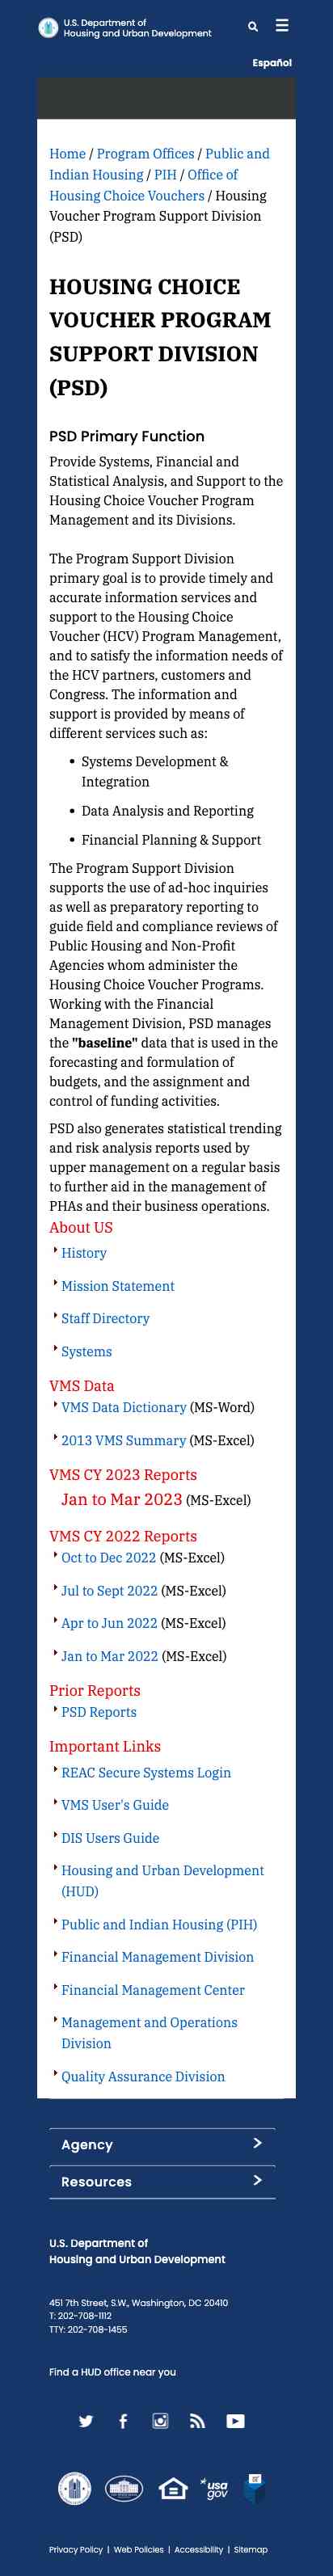 U.S. Department of
Housing and Urban Development
Español
Home / Program Offices / Public and
Indian Housing / PIH / Office of
Housing Choice Vouchers / Housing
Voucher Program Support Division
(PSD)
HOUSING CHOICE
VOUCHER PROGRAM
SUPPORT DIVISION
(PSD)
PSD Primary Function
Provide Systems, Financial and
Statistical Analysis, and Support to the
Housing Choice Voucher Program
Management and its Divisions.
The Program Support Division
primary goal is to provide timely and
accurate information services and
support to the Housing Choice
Voucher (HCV) Program Management,
and to satisfy the information needs of
the HCV partners, customers and
Congress. The information and
support is provided by means of
different services such as:
• Systems Development &
Integration
• Data Analysis and Reporting
• Financial Planning & Support
The Program Support Division
supports the use of ad-hoc inquiries
as well as preparatory reporting to
guide field and compliance reviews of
Public Housing and Non-Profit
Agencies whom administer the
Housing Choice Voucher Programs.
Working with the Financial
Management Division, PSD manages
the "baseline" data that is used in the
forecasting and formulation of
budgets, and the assignment and
control of funding activities.
PSD also generates statistical trending
and risk analysis reports used by
upper management on a regular basis
to further aid in the management of
PHAs and their business operations.
About US
History
Mission Statement
Staff Directory
Systems
VMS Data
VMS Data Dictionary (MS-Word)
2013 VMS Summary (MS-Excel)
VMS CY 2023 Reports
Jan to Mar 2023 (MS-Excel)
VMS CY 2022 Reports
Oct to Dec 2022 (MS-Excel)
Jul to Sept 2022 (MS-Excel)
Apr to Jun 2022 (MS-Excel)
Jan to Mar 2022 (MS-Excel)
Prior Reports
PSD Reports
Important Links
REAC Secure Systems Login
VMS User's Guide
DIS Users Guide
Housing and Urban Development
(HUD)
Public and Indian Housing (PIH)
Financial Management Division
Financial Management Center
Management and Operations
Division
Quality Assurance Division
Agency
Resources
U.S. Department of
Housing and Urban Development
451 7th Street, S.W., Washington, DC 20410
T: 202-708-1112
TTY: 202-708-1455
Find a HUD office near you
usa
gov
Privacy Policy | Web Policies | Accessibility | Sitemap